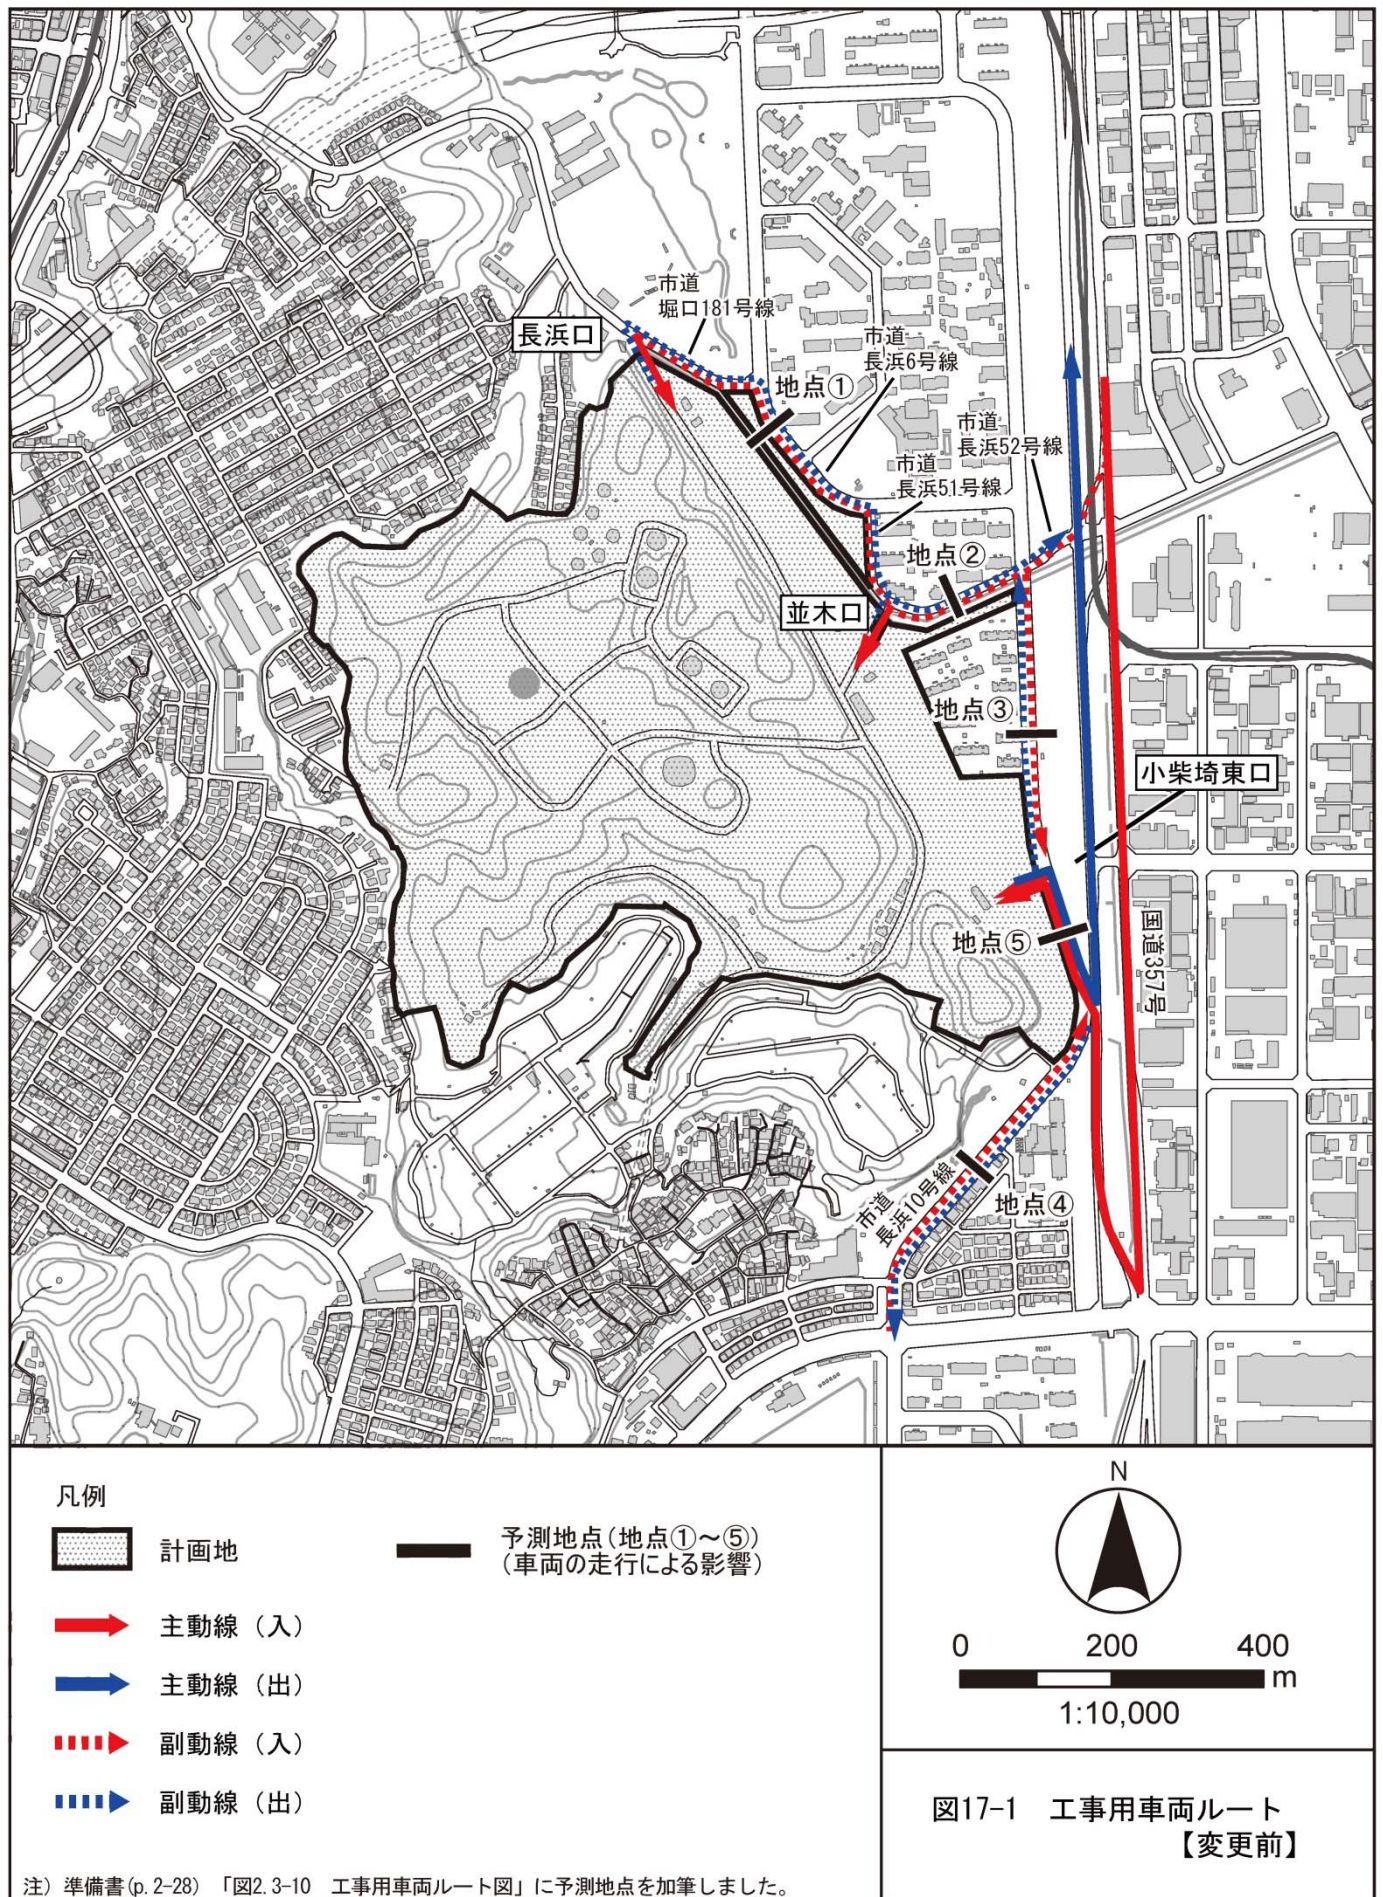 市道
堀口181号線
長浜口
市道
長浜6号線
地点①
市道
長浜52号線
市道
長浜51号線
地点②
並木口
地点③
小柴埼東口
国道357号
地点⑤
市道
長浜10号線
地点④
凡例
計画地
予測地点(地点①～⑤)
(車両の走行による影響)
主動線（入）
主動線（出）
副動線（入）
副動線（出）
N
0 200 400
m
1:10,000
図17-1 工事用車両ルート
【変更前】
注）準備書(p.2-28)「図2.3-10 工事用車両ルート図」に予測地点を加筆しました。